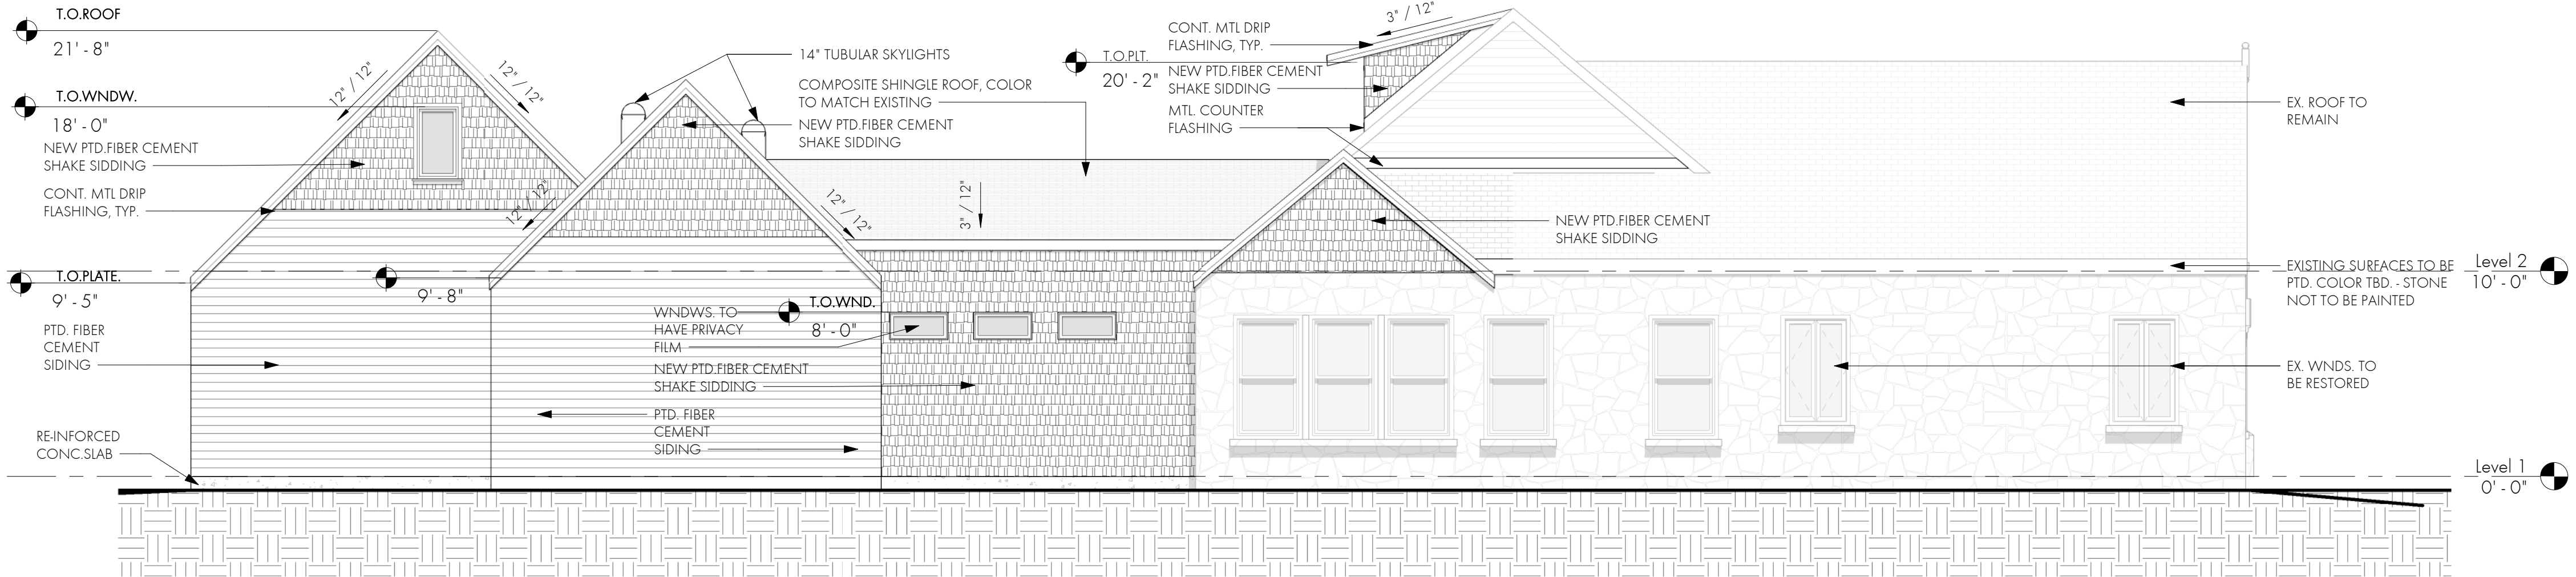 T.O.ROOF
21' - 8"
T.O.WNDW.
18' - 0"
NEW PTD.FIBER CEMENT
SHAKE SIDDING
CONT. MTL DRIP
FLASHING, TYP.
T.O.PLATE.
9' - 5"
PTD. FIBER
CEMENT
SIDING
RE-INFORCED
CONC.SLAB
12" / 12"
12" / 12"
12" / 12"
12" / 12"
9' - 8"
14" TUBULAR SKYLIGHTS
COMPOSITE SHINGLE ROOF, COLOR
TO MATCH EXISTING
NEW PTD.FIBER CEMENT
SHAKE SIDDING
3" / 12"
T.O.WND.
8' - 0"
WNDWS. TO
HAVE PRIVACY
FILM
NEW PTD.FIBER CEMENT
SHAKE SIDDING
PTD. FIBER
CEMENT
SIDING
T.O.PLT.
20' - 2"
3" / 12"
CONT. MTL DRIP
FLASHING, TYP.
NEW PTD.FIBER CEMENT
SHAKE SIDDING
MTL. COUNTER
FLASHING
NEW PTD.FIBER CEMENT
SHAKE SIDDING
EX. ROOF TO
REMAIN
EXISTING SURFACES TO BE
PTD. COLOR TBD. - STONE
NOT TO BE PAINTED
EX. WNDS. TO
BE RESTORED
Level 2
10' - 0"
Level 1
0' - 0"